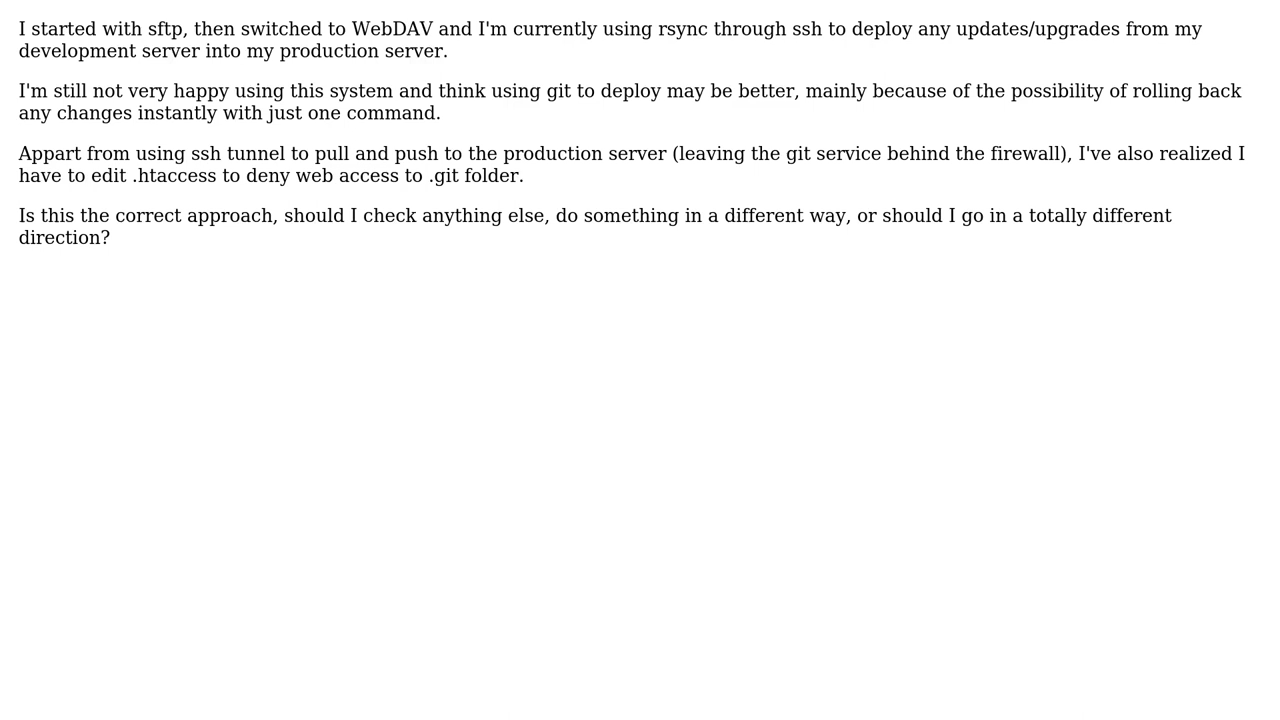 I started with sftp, then switched to WebDAV and I'm currently using rsync through ssh to deploy any updates/upgrades from my
development server into my production server.
I'm still not very happy using this system and think using git to deploy may be better, mainly because of the possibility of rolling back
any changes instantly with just one command.
Appart from using ssh tunnel to pull and push to the production server (leaving the git service behind the firewall), I've also realized I
have to edit .htaccess to deny web access to .git folder.
Is this the correct approach, should I check anything else, do something in a different way, or should I go in a totally different
direction?